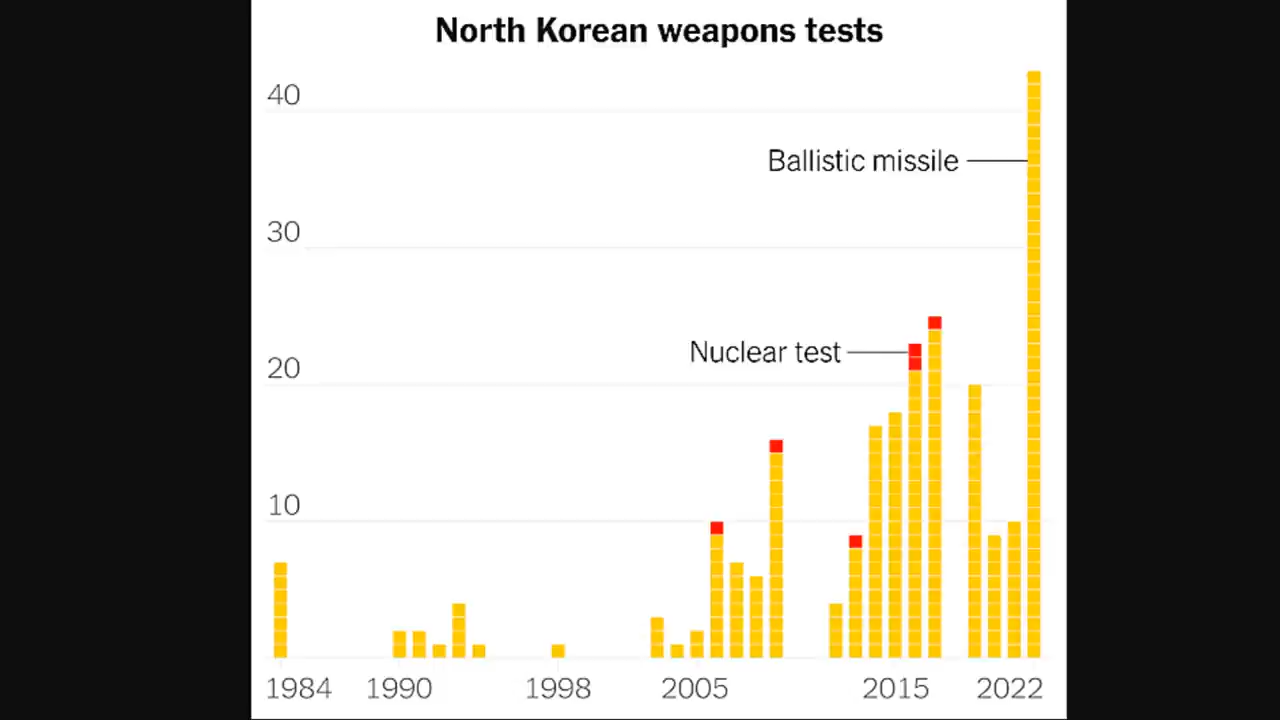 North Korean weapons tests
40
Ballistic missile
30
Nuclear test
20
10
1984 1990 1998 2005 2015 2022